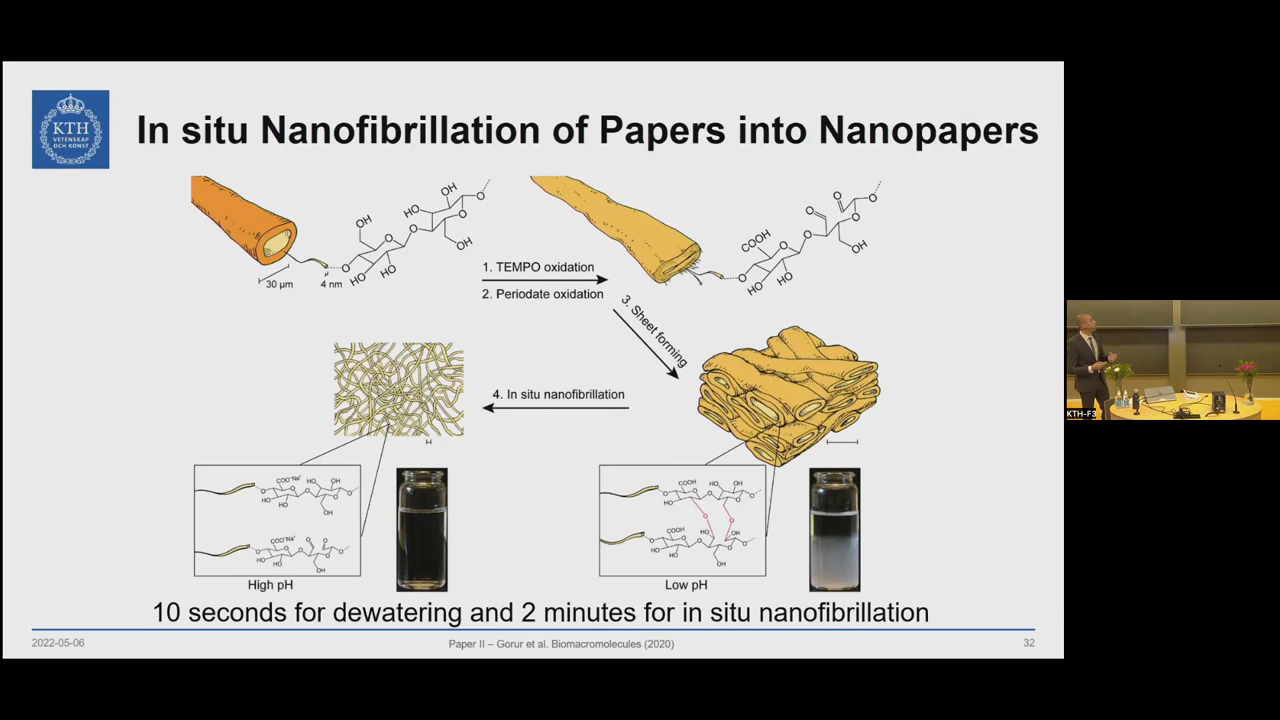 In situ Nanofibrillation of Papers into Nanopapers
KTH
VETENSKAP
OCH KONST
OH
OH
HO
O
O
O
OH
HO
HO
O
O
30 µm
4 nm
1. TEMPO oxidation
2. Periodate oxidation
O
O
O
O
COOH
O
O
OH
O
HO
HO
3. Sheet forming
4. In situ nanofibrillation
COO⁻Na⁺
HO
OH
HO
HO
OH
COO⁻Na⁺
HO
HO
OH
High pH
COOH
HO
OH
HO
COOH
HO
OH
HO
HO
OH
Low pH
10 seconds for dewatering and 2 minutes for in situ nanofibrillation
2022-05-06
Paper II – Gorur et al. Biomacromolecules (2020)
32
KTH-F3